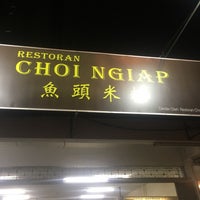 RESTORAN
CHOI NGIAP
魚頭米